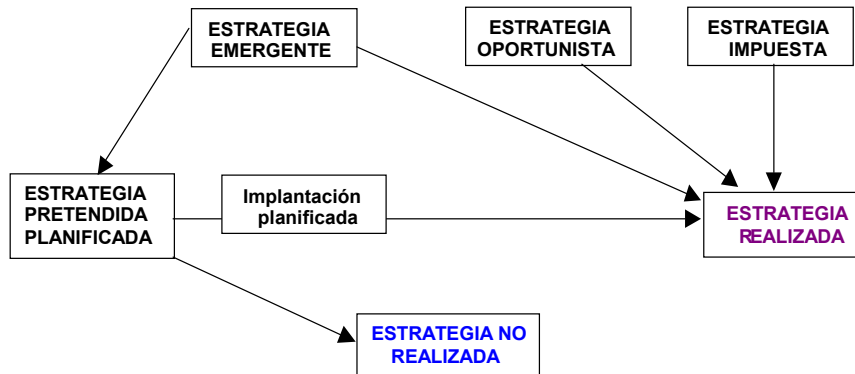 ESTRATEGIA
EMERGENTE
ESTRATEGIA
OPORTUNISTA
ESTRATEGIA
IMPUESTA
ESTRATEGIA
PRETENDIDA
PLANIFICADA
Implantación
planificada
ESTRATEGIA
REALIZADA
ESTRATEGIA NO
REALIZADA